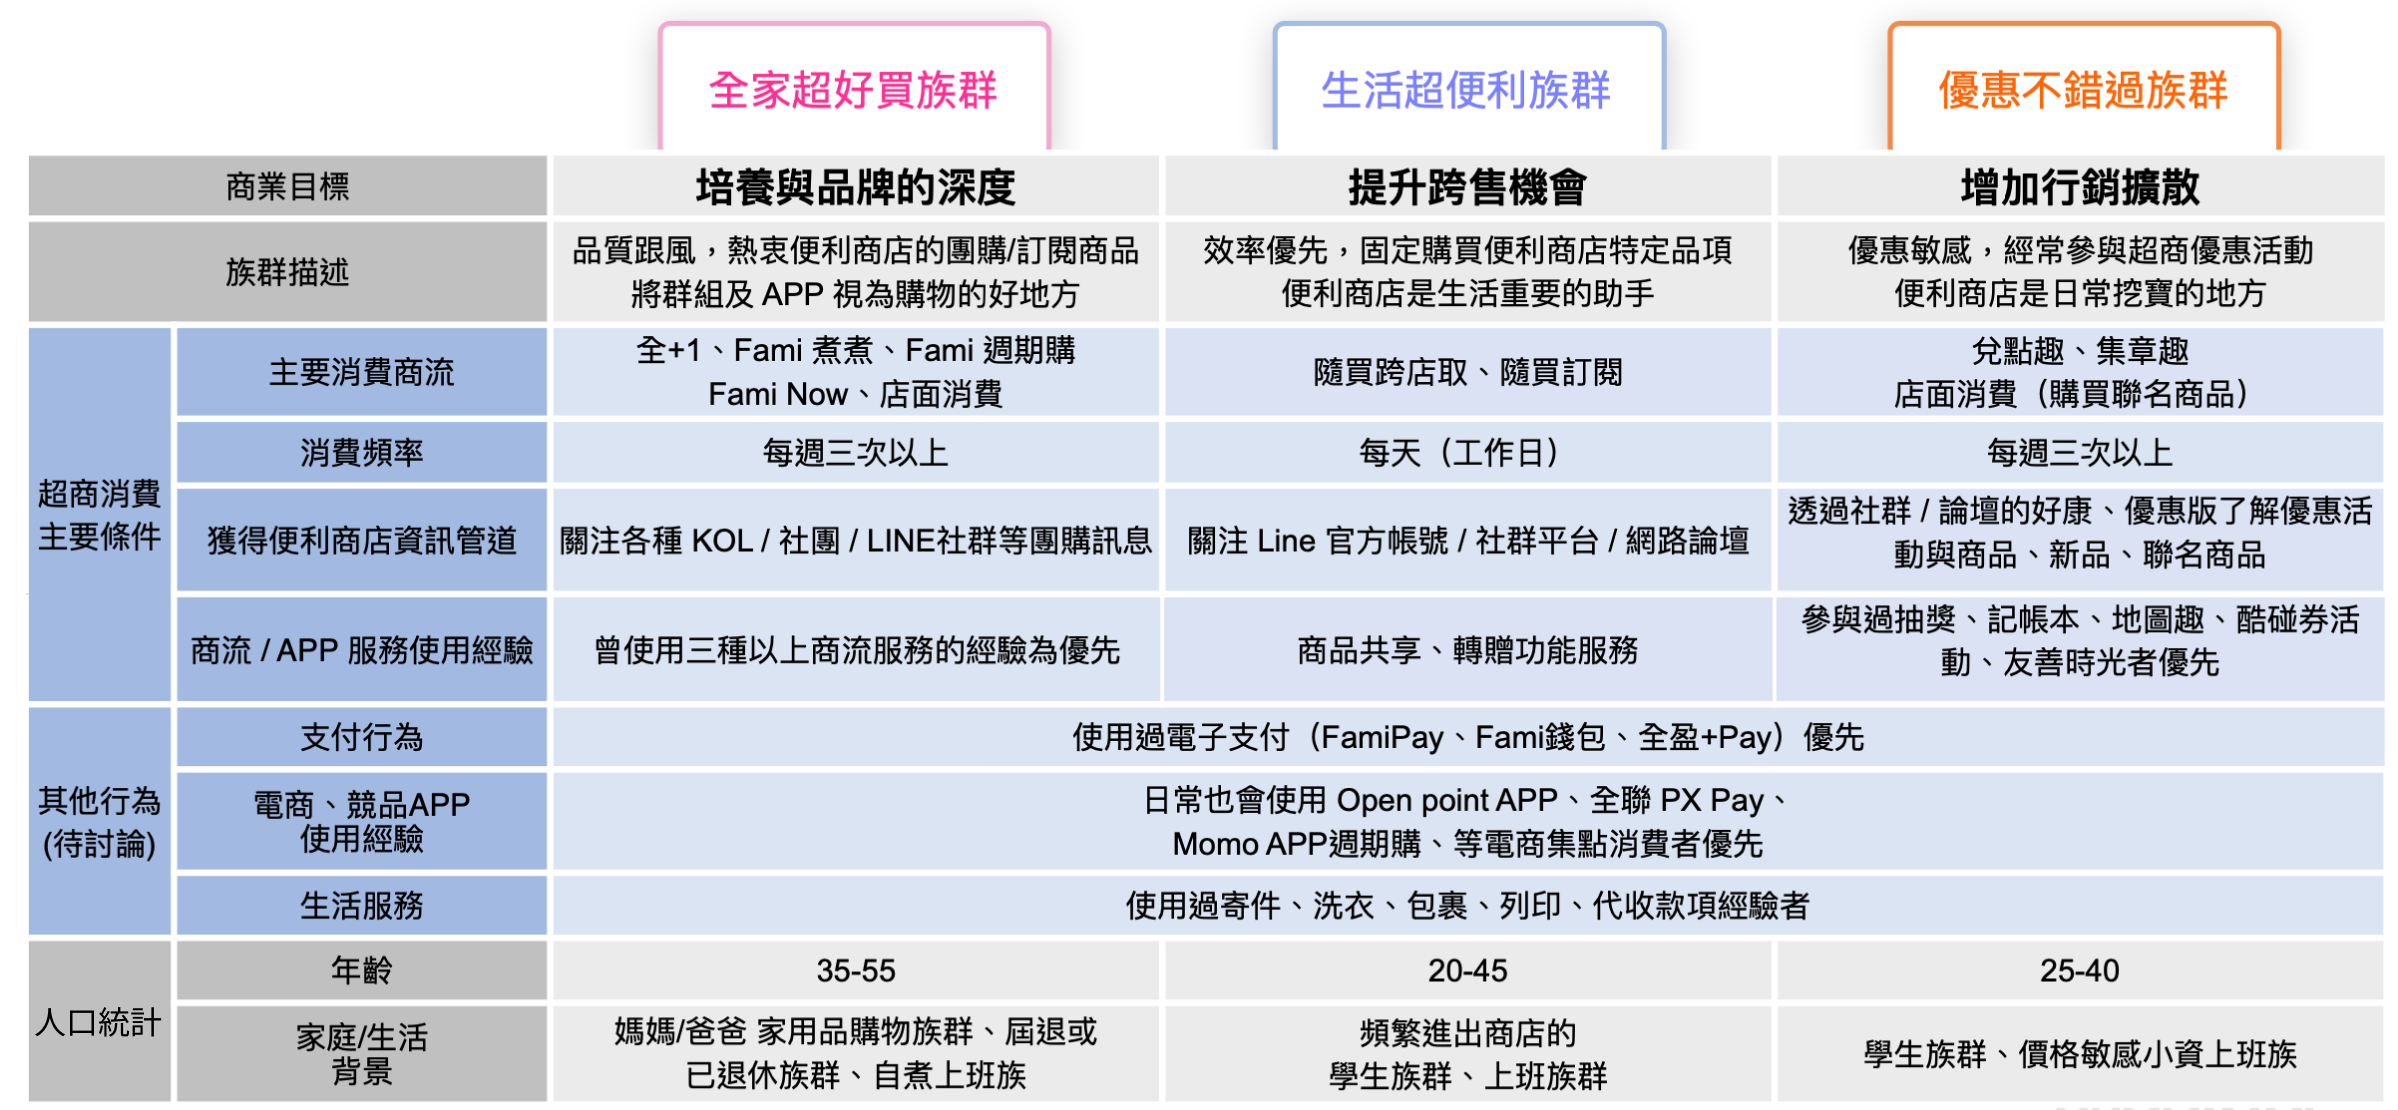 全家超好買族群
生活超便利族群
優惠不錯過族群
商業目標
培養與品牌的深度
提升跨售機會
增加行銷擴散
族群描述
品質跟風，熱衷便利商店的團購/訂閱商品
將群組及 APP 視為購物的好地方
效率優先，固定購買便利商店特定品項
便利商店是生活重要的助手
優惠敏感，經常參與超商優惠活動
便利商店是日常挖寶的地方
超商消費
主要條件
主要消費商流
全+1、Fami 煮煮、Fami 週期購
Fami Now、店面消費
隨買跨店取、隨買訂閱
兌點趣、集章趣
店面消費（購買聯名商品）
消費頻率
每週三次以上
每天（工作日）
每週三次以上
獲得便利商店資訊管道
關注各種 KOL / 社團 / LINE社群等團購訊息
關注 Line 官方帳號 / 社群平台 / 網路論壇
透過社群 / 論壇的好康、優惠版了解優惠活
動與商品、新品、聯名商品
商流 / APP 服務使用經驗
曾使用三種以上商流服務的經驗為優先
商品共享、轉贈功能服務
參與過抽獎、記帳本、地圖趣、酷碰券活
動、友善時光者優先
其他行為
(待討論)
支付行為
使用過電子支付（FamiPay、Fami錢包、全盈+Pay）優先
電商、競品APP
使用經驗
日常也會使用 Open point APP、全聯 PX Pay、
Momo APP週期購、等電商集點消費者優先
生活服務
使用過寄件、洗衣、包裹、列印、代收款項經驗者
人口統計
年齡
35-55
20-45
25-40
家庭/生活
背景
媽媽/爸爸 家用品購物族群、屆退或
已退休族群、自煮上班族
頻繁進出商店的
學生族群、上班族群
學生族群、價格敏感小資上班族